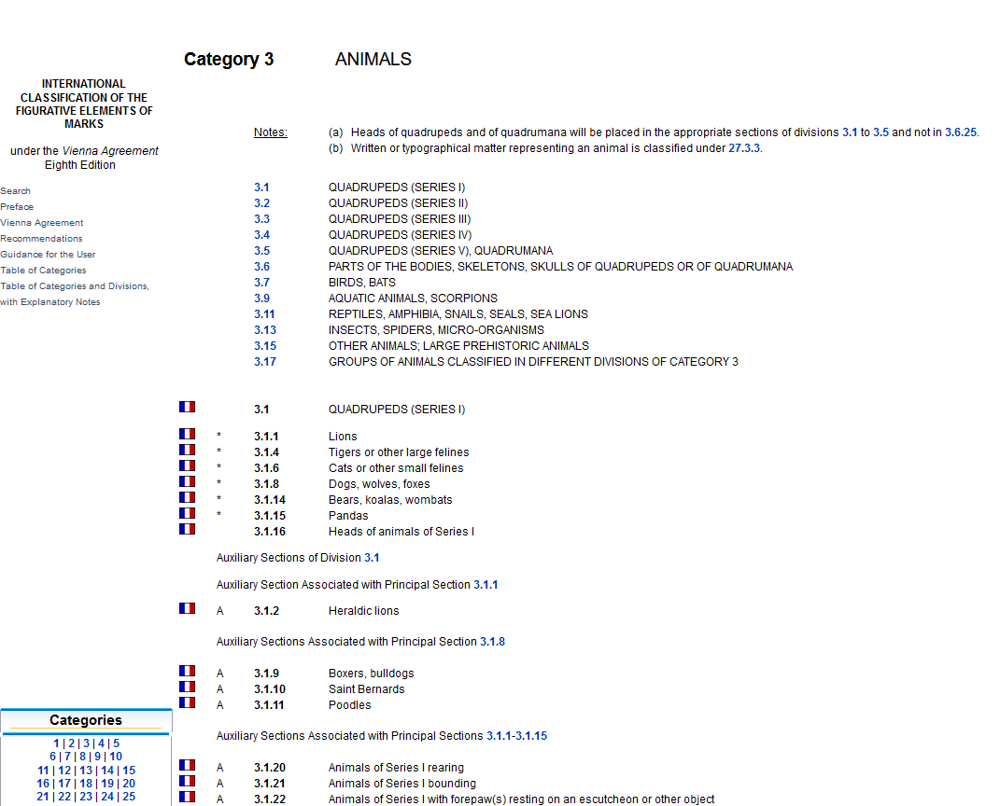 Category 3 ANIMALS
INTERNATIONAL
CLASSIFICATION OF THE
FIGURATIVE ELEMENTS OF
MARKS
under the Vienna Agreement
Eighth Edition
Search
Preface
Vienna Agreement
Recommendations
Guidance for the User
Table of Categories
Table of Categories and Divisions,
with Explanatory Notes
Notes: (a) Heads of quadrupeds and of quadrumana will be placed in the appropriate sections of divisions 3.1 to 3.5 and not in 3.6.25.
(b) Written or typographical matter representing an animal is classified under 27.3.3.
3.1 QUADRUPEDS (SERIES I)
3.2 QUADRUPEDS (SERIES II)
3.3 QUADRUPEDS (SERIES III)
3.4 QUADRUPEDS (SERIES IV)
3.5 QUADRUPEDS (SERIES V), QUADRUMANA
3.6 PARTS OF THE BODIES, SKELETONS, SKULLS OF QUADRUPEDS OR OF QUADRUMANA
3.7 BIRDS, BATS
3.9 AQUATIC ANIMALS, SCORPIONS
3.11 REPTILES, AMPHIBIA, SNAILS, SEALS, SEA LIONS
3.13 INSECTS, SPIDERS, MICRO-ORGANISMS
3.15 OTHER ANIMALS; LARGE PREHISTORIC ANIMALS
3.17 GROUPS OF ANIMALS CLASSIFIED IN DIFFERENT DIVISIONS OF CATEGORY 3
3.1 QUADRUPEDS (SERIES I)
* 3.1.1 Lions
* 3.1.4 Tigers or other large felines
* 3.1.6 Cats or other small felines
* 3.1.8 Dogs, wolves, foxes
* 3.1.14 Bears, koalas, wombats
* 3.1.15 Pandas
3.1.16 Heads of animals of Series I
Auxiliary Sections of Division 3.1
Auxiliary Section Associated with Principal Section 3.1.1
A 3.1.2 Heraldic lions
Auxiliary Sections Associated with Principal Section 3.1.8
A 3.1.9 Boxers, bulldogs
A 3.1.10 Saint Bernards
A 3.1.11 Poodles
Auxiliary Sections Associated with Principal Sections 3.1.1-3.1.15
A 3.1.20 Animals of Series I rearing
A 3.1.21 Animals of Series I bounding
A 3.1.22 Animals of Series I with forepaw(s) resting on an escutcheon or other object
Categories
1 | 2 | 3 | 4 | 5
6 | 7 | 8 | 9 | 10
11 | 12 | 13 | 14 | 15
16 | 17 | 18 | 19 | 20
21 | 22 | 23 | 24 | 25